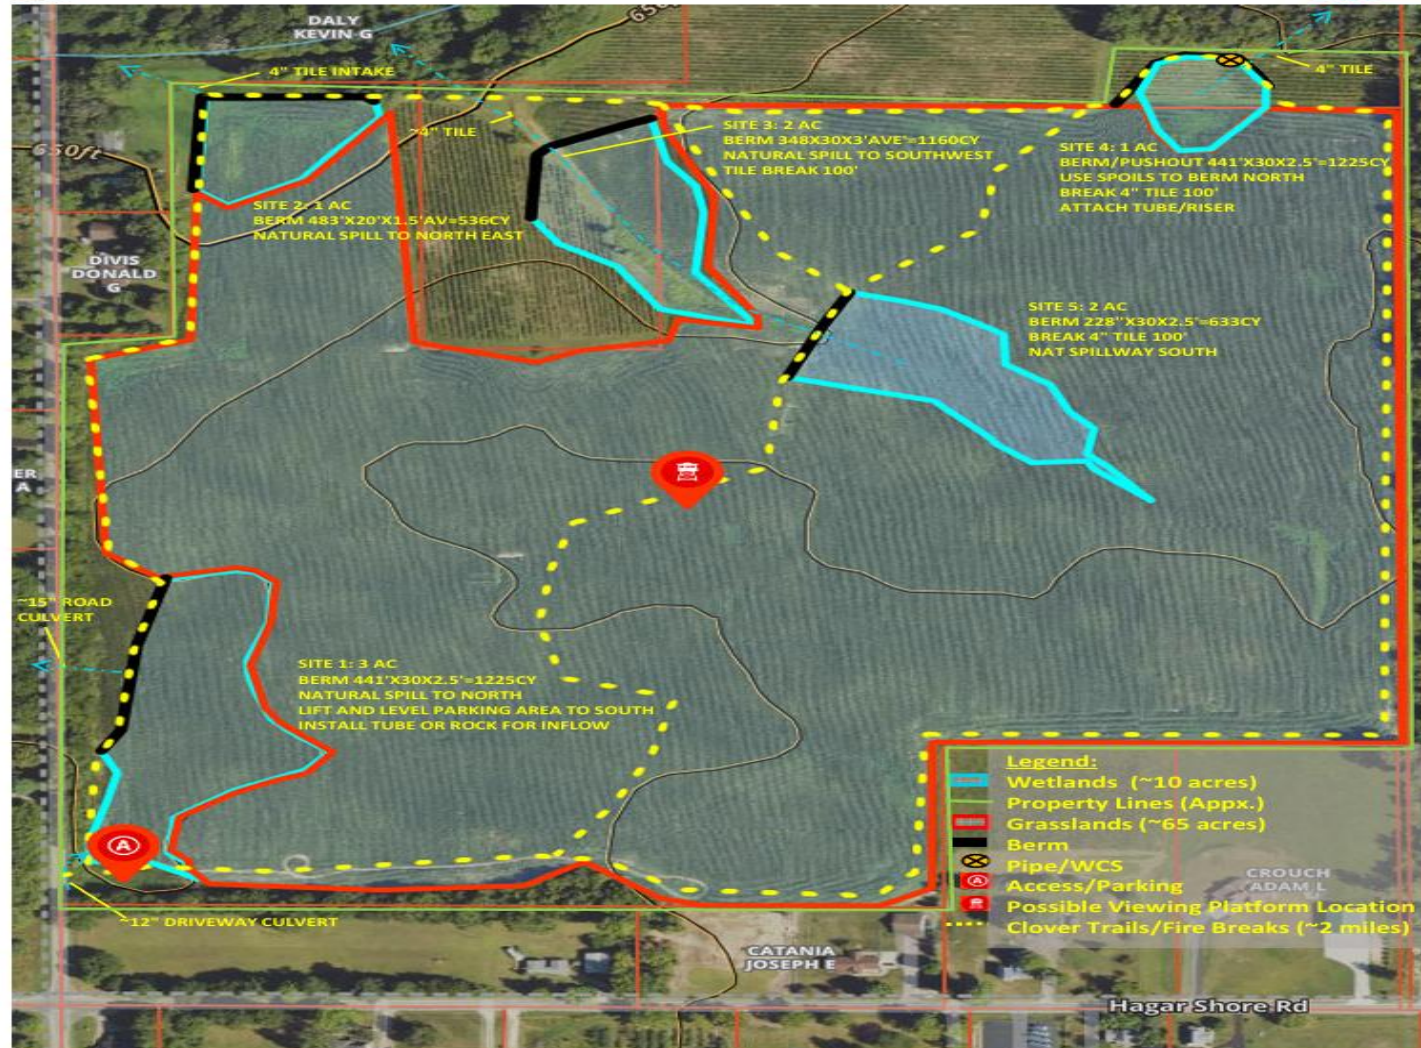 650f
DALY
KEVIN G
4" TILE INTAKE
4" TILE
~4" TILE
650ft
SITE 3: 2 AC
BERM 348X30X3'AVE'=1160CY
NATURAL SPILL TO SOUTHWEST
TILE BREAK 100'
SITE 4: 1 AC
BERM/PUSHOUT 441'X30X2.5'=1225CY
USE SPOILS TO BERM NORTH
BREAK 4" TILE 100'
ATTACH TUBE/RISER
SITE 2: 1 AC
BERM 483'X20'X1.5'AV=536CY
NATURAL SPILL TO NORTH EAST
DIVIS
DONALD
G
SITE 5: 2 AC
BERM 228''X30X2.5'=633CY
BREAK 4" TILE 100'
NAT SPILLWAY SOUTH
ER
A
~15" ROAD
CULVERT
SITE 1: 3 AC
BERM 441'X30X2.5'=1225CY
NATURAL SPILL TO NORTH
LIFT AND LEVEL PARKING AREA TO SOUTH
INSTALL TUBE OR ROCK FOR INFLOW
A
~12" DRIVEWAY CULVERT
Legend:
Wetlands (~10 acres)
Property Lines (Appx.)
Grasslands (~65 acres)
Berm
Pipe/WCS
A Access/Parking
Possible Viewing Platform Location
Clover Trails/Fire Breaks (~2 miles)
CROUCH
ADAM L
CATANIA
JOSEPH E
Hagar Shore Rd